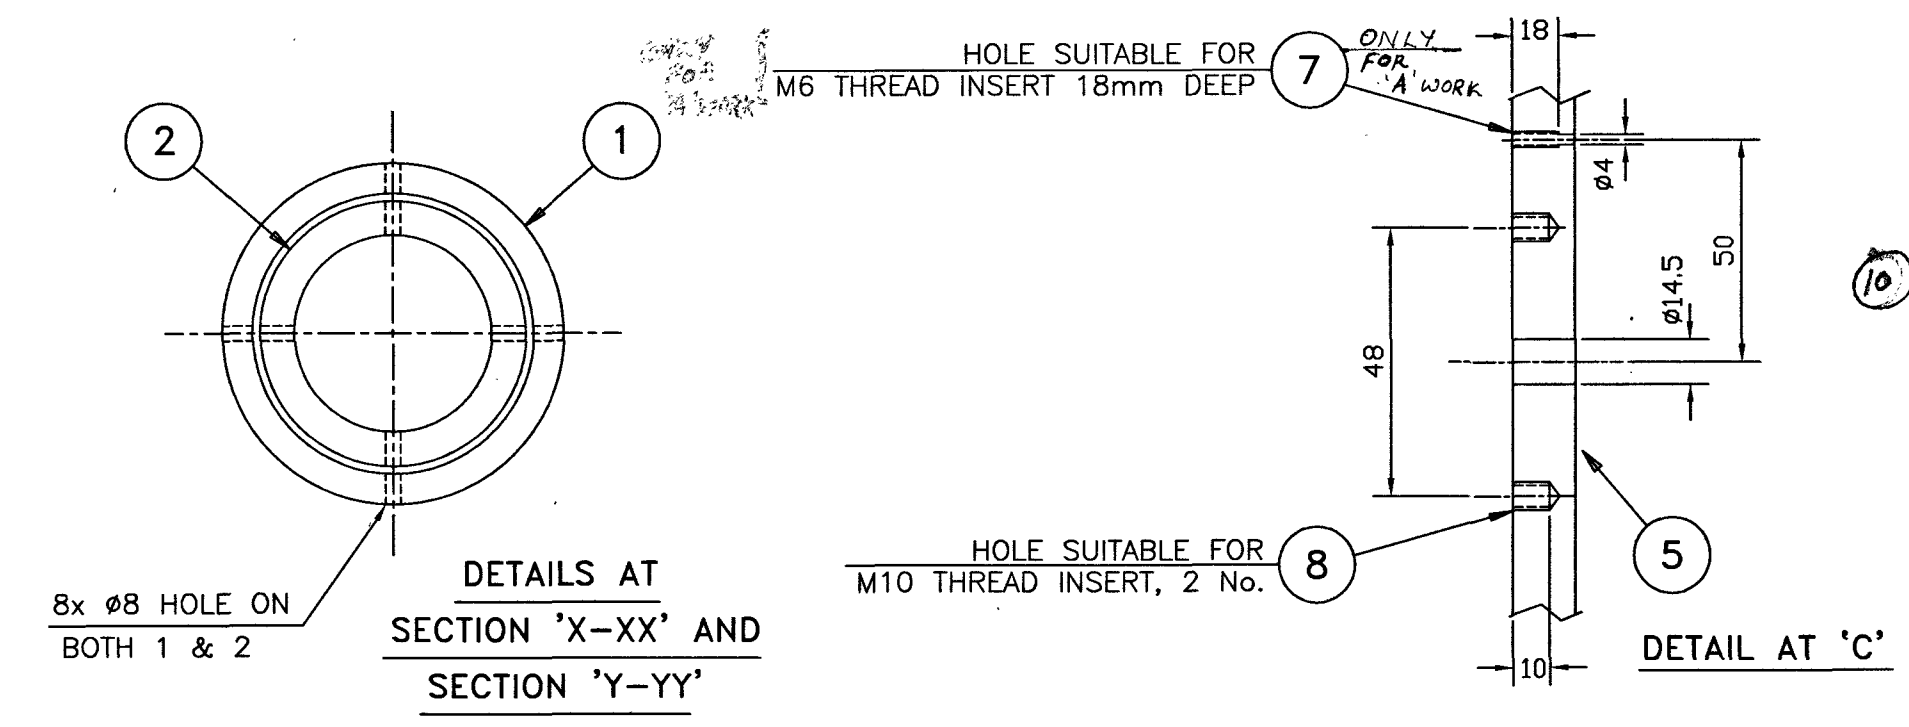 2
1
8x ø8 HOLE ON
BOTH 1 & 2
DETAILS AT
SECTION 'X-XX' AND
SECTION 'Y-YY'
HOLE SUITABLE FOR
M6 THREAD INSERT 18mm DEEP
7
ONLY
FOR
'A' WORK
18
ø4
50
ø14.5
48
10
HOLE SUITABLE FOR
M10 THREAD INSERT, 2 No.
8
5
10
DETAIL AT 'C'